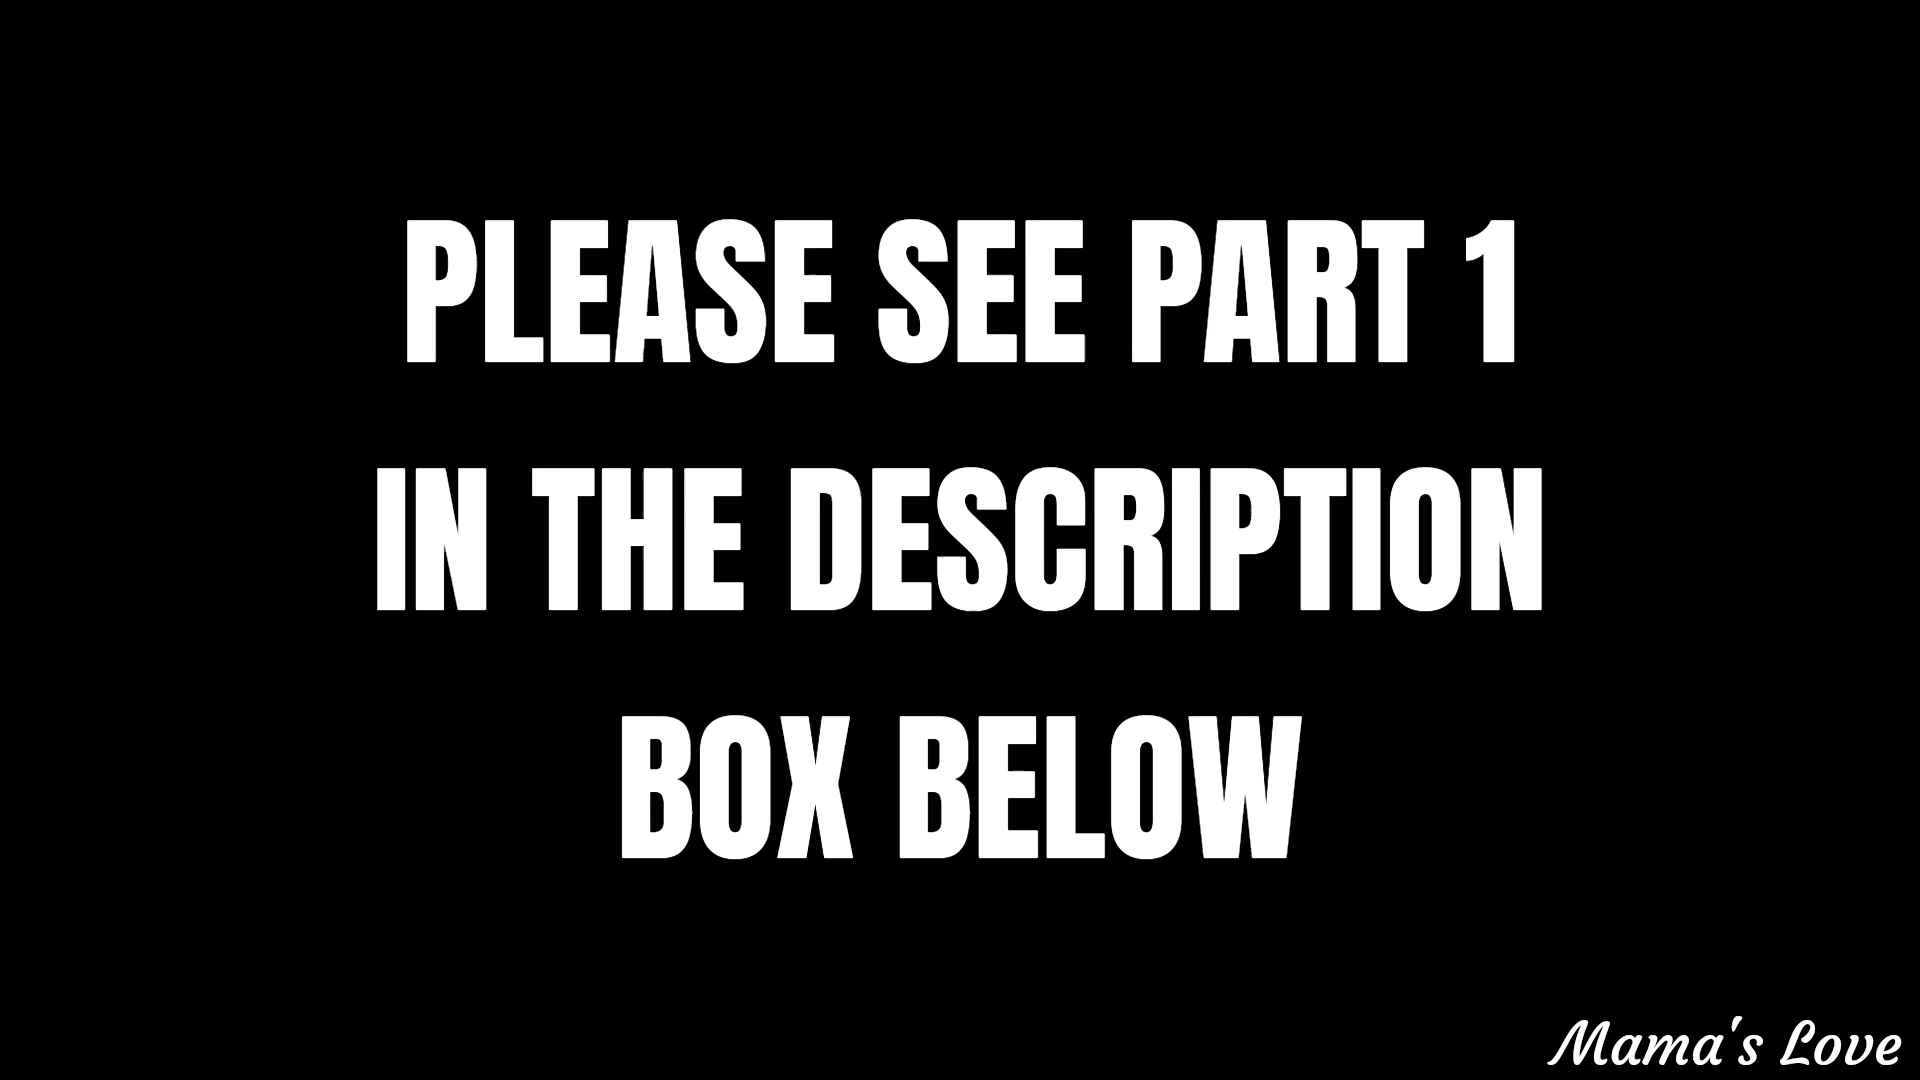 PLEASE SEE PART 1
IN THE DESCRIPTION
BOX BELOW
Mama's Love